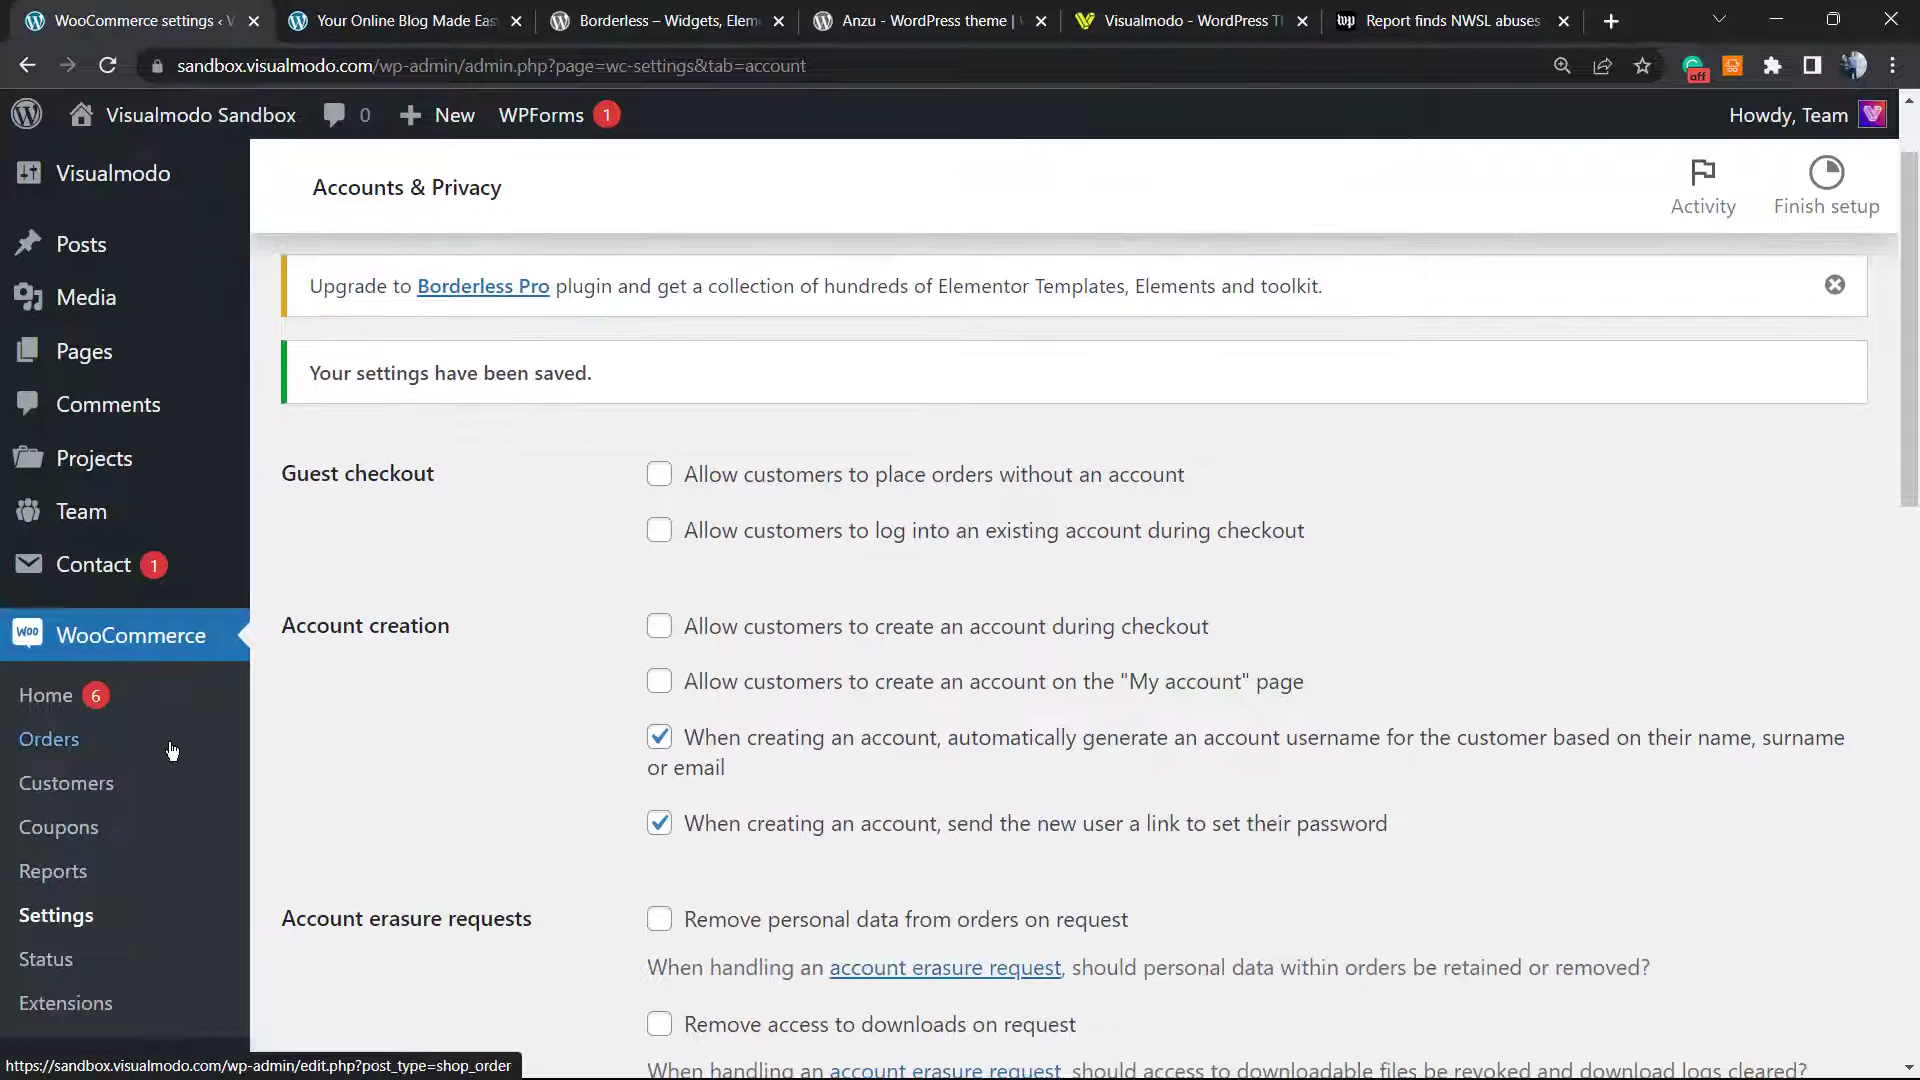 WooCommerce settings ‹ V
Your Online Blog Made Eas
Borderless – Widgets, Elem
Anzu - WordPress theme |
Visualmodo - WordPress Tl
Report finds NWSL abuses
sandbox.visualmodo.com/wp-admin/admin.php?page=wc-settings&tab=account
off
Visualmodo Sandbox
0
New
WPForms 1
Howdy, Team
Visualmodo
Posts
Media
Pages
Comments
Projects
Team
Contact 1
WooCommerce
Home 6
Orders
Customers
Coupons
Reports
Settings
Status
Extensions
Accounts & Privacy
Activity
Finish setup
Upgrade to Borderless Pro plugin and get a collection of hundreds of Elementor Templates, Elements and toolkit.
Your settings have been saved.
Guest checkout
Allow customers to place orders without an account
Allow customers to log into an existing account during checkout
Account creation
Allow customers to create an account during checkout
Allow customers to create an account on the "My account" page
When creating an account, automatically generate an account username for the customer based on their name, surname
or email
When creating an account, send the new user a link to set their password
Account erasure requests
Remove personal data from orders on request
When handling an account erasure request, should personal data within orders be retained or removed?
Remove access to downloads on request
When handling an account erasure request, should access to downloadable files be revoked and download logs cleared?
https://sandbox.visualmodo.com/wp-admin/edit.php?post_type=shop_order